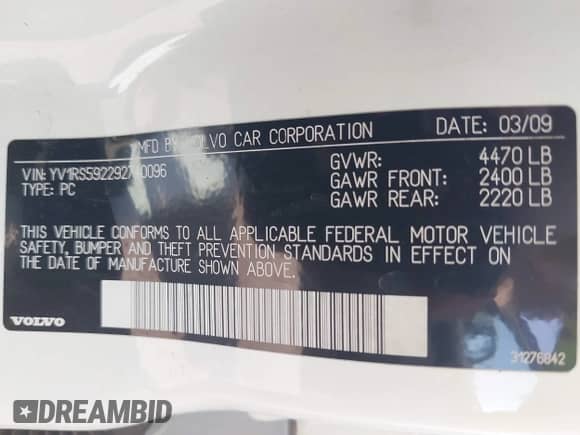 MFD BY VOLVO CAR CORPORATION DATE: 03/09
VIN: TYPE: PC
GVWR: 4470 LB
GAWR FRONT: 2400 LB
GAWR REAR: 2220 LB
THIS VEHICLE CONFORMS TO ALL APPLICABLE FEDERAL MOTOR VEHICLE
SAFETY, BUMPER AND THEFT PREVENTION STANDARDS IN EFFECT ON
THE DATE OF MANUFACTURE SHOWN ABOVE.
VOLVO
31276842
DREAMBID